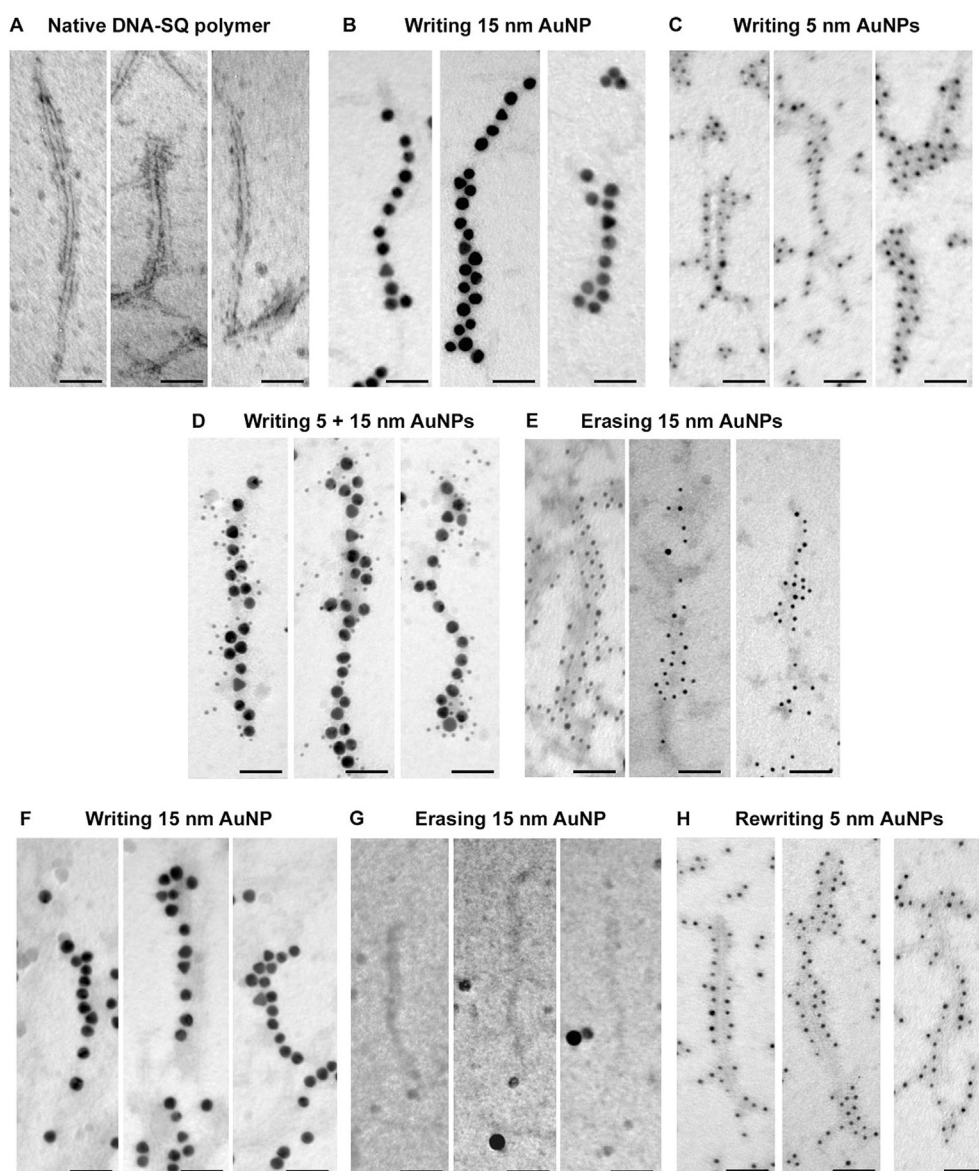 A Native DNA-SQ polymer
B Writing 15 nm AuNP
C Writing 5 nm AuNPs
D Writing 5 + 15 nm AuNPs
E Erasing 15 nm AuNPs
F Writing 15 nm AuNP
G Erasing 15 nm AuNP
H Rewriting 5 nm AuNPs